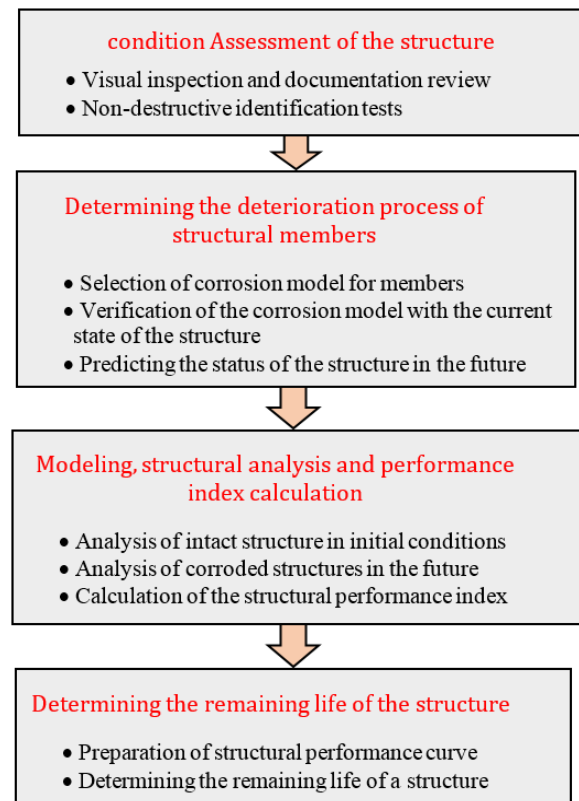 condition Assessment of the structure
• Visual inspection and documentation review
• Non-destructive identification tests
Determining the deterioration process of
structural members
• Selection of corrosion model for members
• Verification of the corrosion model with the current
state of the structure
• Predicting the status of the structure in the future
Modeling, structural analysis and performance
index calculation
• Analysis of intact structure in initial conditions
• Analysis of corroded structures in the future
• Calculation of the structural performance index
Determining the remaining life of the structure
• Preparation of structural performance curve
• Determining the remaining life of a structure